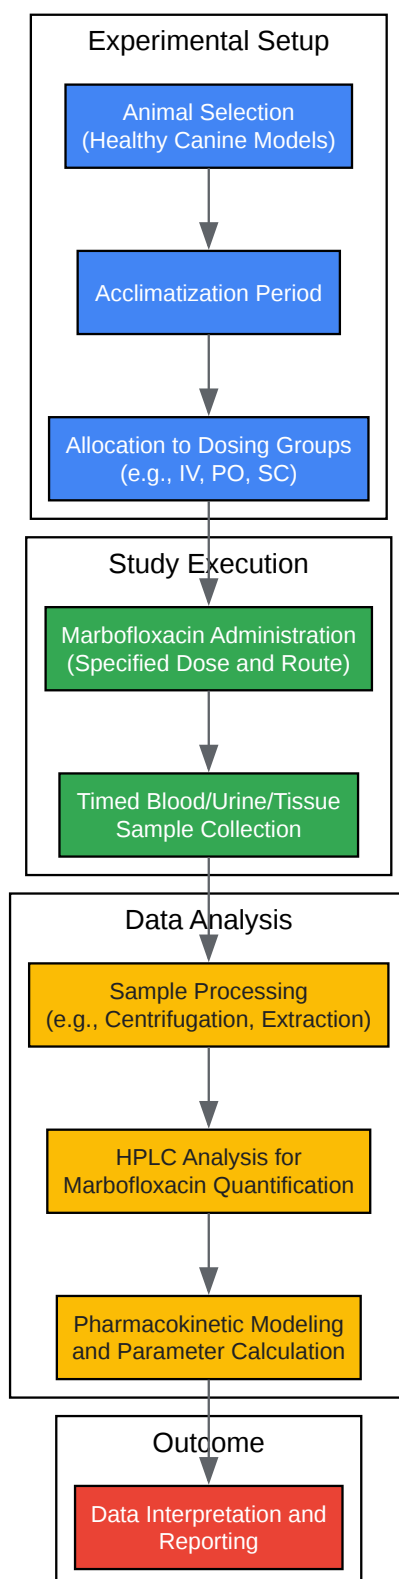 Experimental Setup
Animal Selection
(Healthy Canine Models)
Acclimatization Period
Allocation to Dosing Groups
(e.g., IV, PO, SC)
Study Execution
Marbofloxacin Administration
(Specified Dose and Route)
Timed Blood/Urine/Tissue
Sample Collection
Data Analysis
Sample Processing
(e.g., Centrifugation, Extraction)
HPLC Analysis for
Marbofloxacin Quantification
Pharmacokinetic Modeling
and Parameter Calculation
Outcome
Data Interpretation and
Reporting